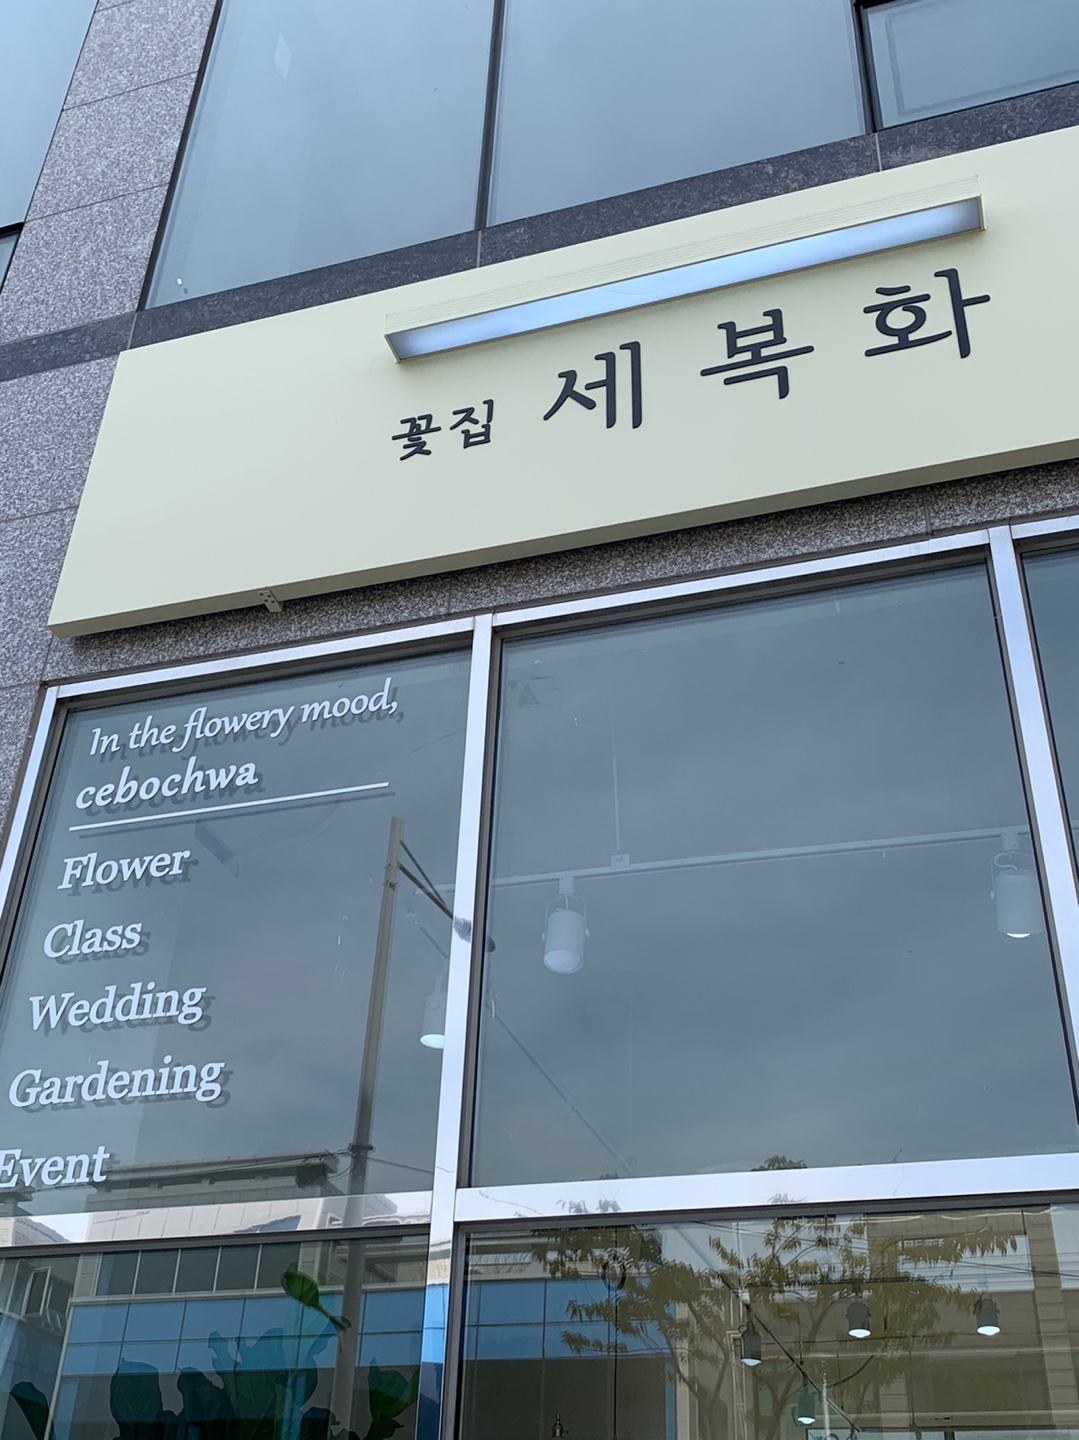 꽃집 세복화
In the flowery mood,
cebochwa
Flower
Class
Wedding
Gardening
Event